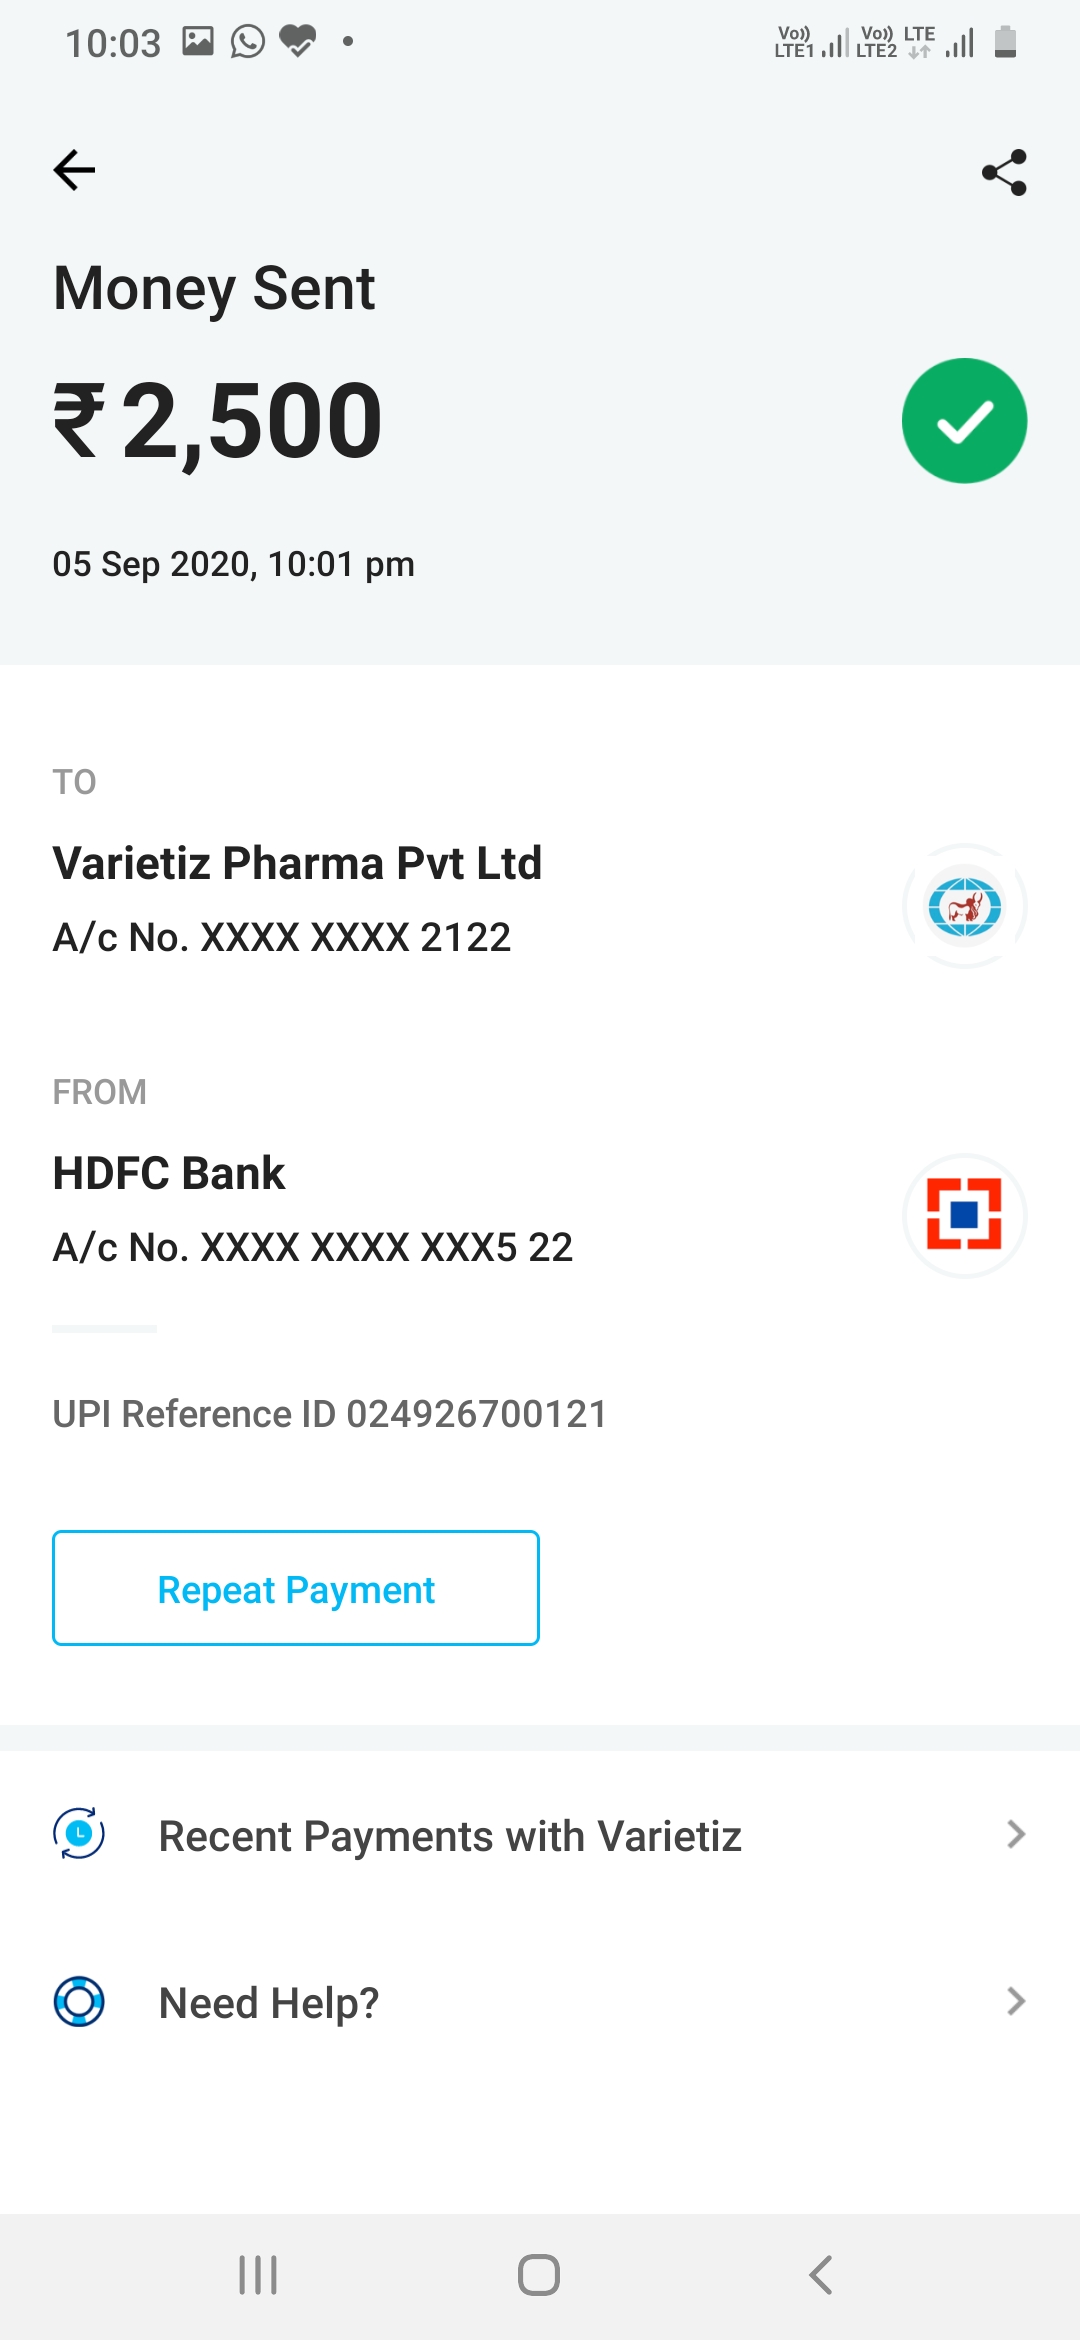 10:03
Vo)) LTE1 Vo)) LTE LTE2
Money Sent
₹2,500
05 Sep 2020, 10:01 pm
TO
Varietiz Pharma Pvt Ltd
A/c No. XXXX XXXX 2122
FROM
HDFC Bank
A/c No. XXXX XXXX XXX5 22
UPI Reference ID 024926700121
Repeat Payment
Recent Payments with Varietiz
Need Help?